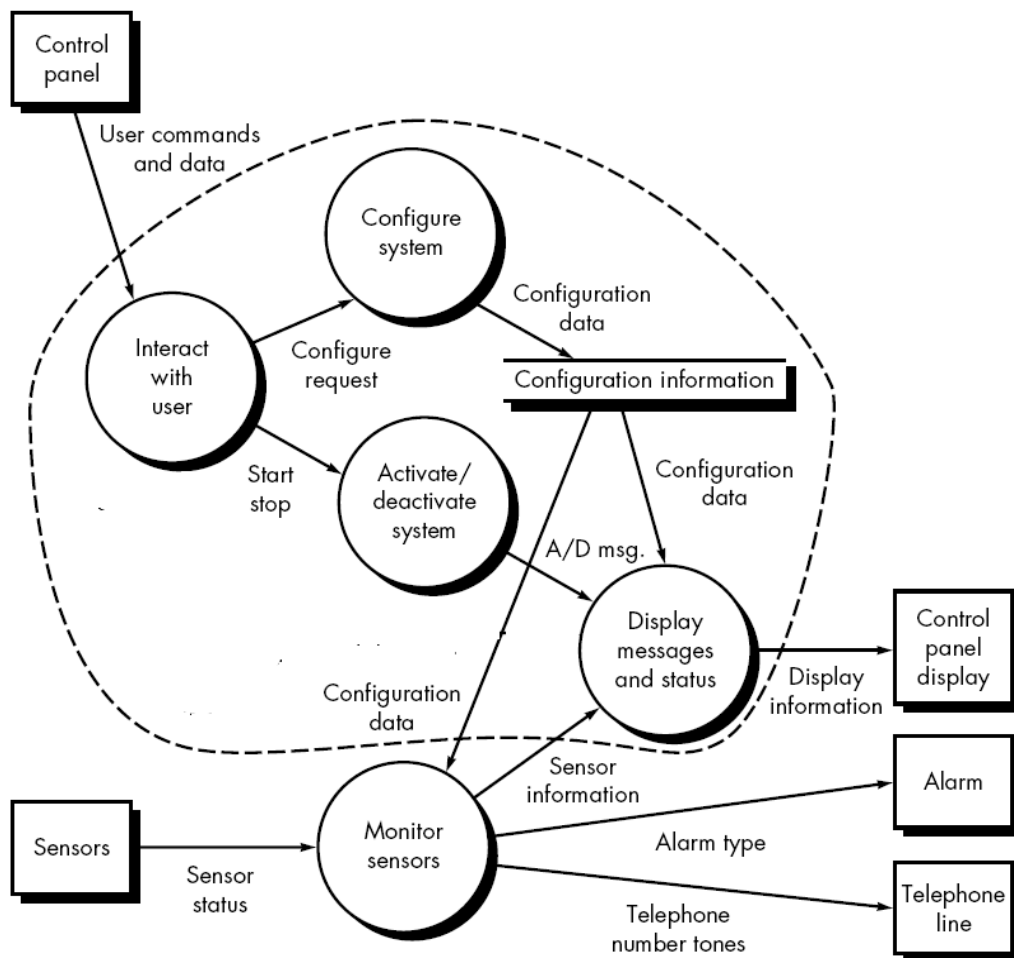 Control
panel
User commands
and data
Configure
system
Configuration
data
Interact
with
user
Configure
request
Configuration information
Start
stop
Activate/
deactivate
system
Configuration
data
A/D msg.
Display
messages
and status
Control
panel
display
Display
information
Configuration
data
Sensor
information
Alarm
Sensors
Monitor
sensors
Alarm type
Sensor
status
Telephone
line
Telephone
number tones